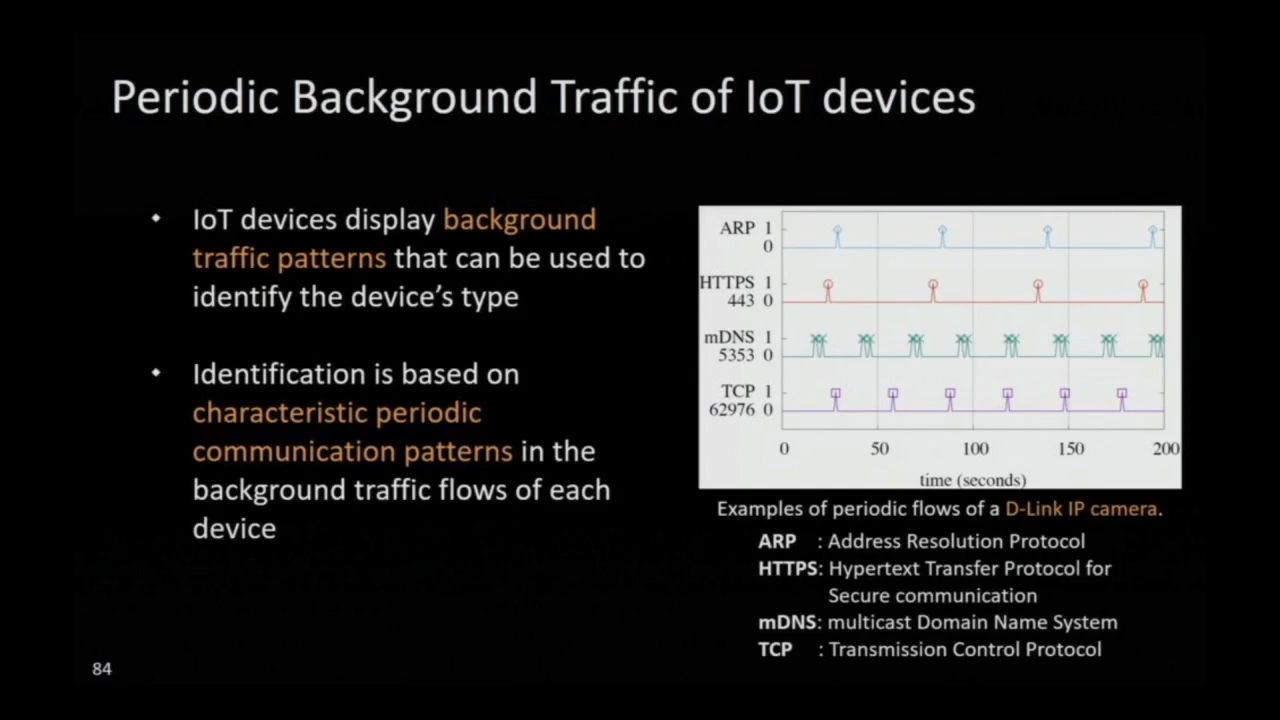 Periodic Background Traffic of IoT devices
• IoT devices display background
traffic patterns that can be used to
identify the device's type
• Identification is based on
characteristic periodic
communication patterns in the
background traffic flows of each
device
ARP 1
0
HTTPS 1
443 0
mDNS 1
5353 0
TCP 1
62976 0
0 50 100 150 200
time (seconds)
Examples of periodic flows of a D-Link IP camera.
ARP : Address Resolution Protocol
HTTPS: Hypertext Transfer Protocol for
Secure communication
mDNS: multicast Domain Name System
TCP : Transmission Control Protocol
84